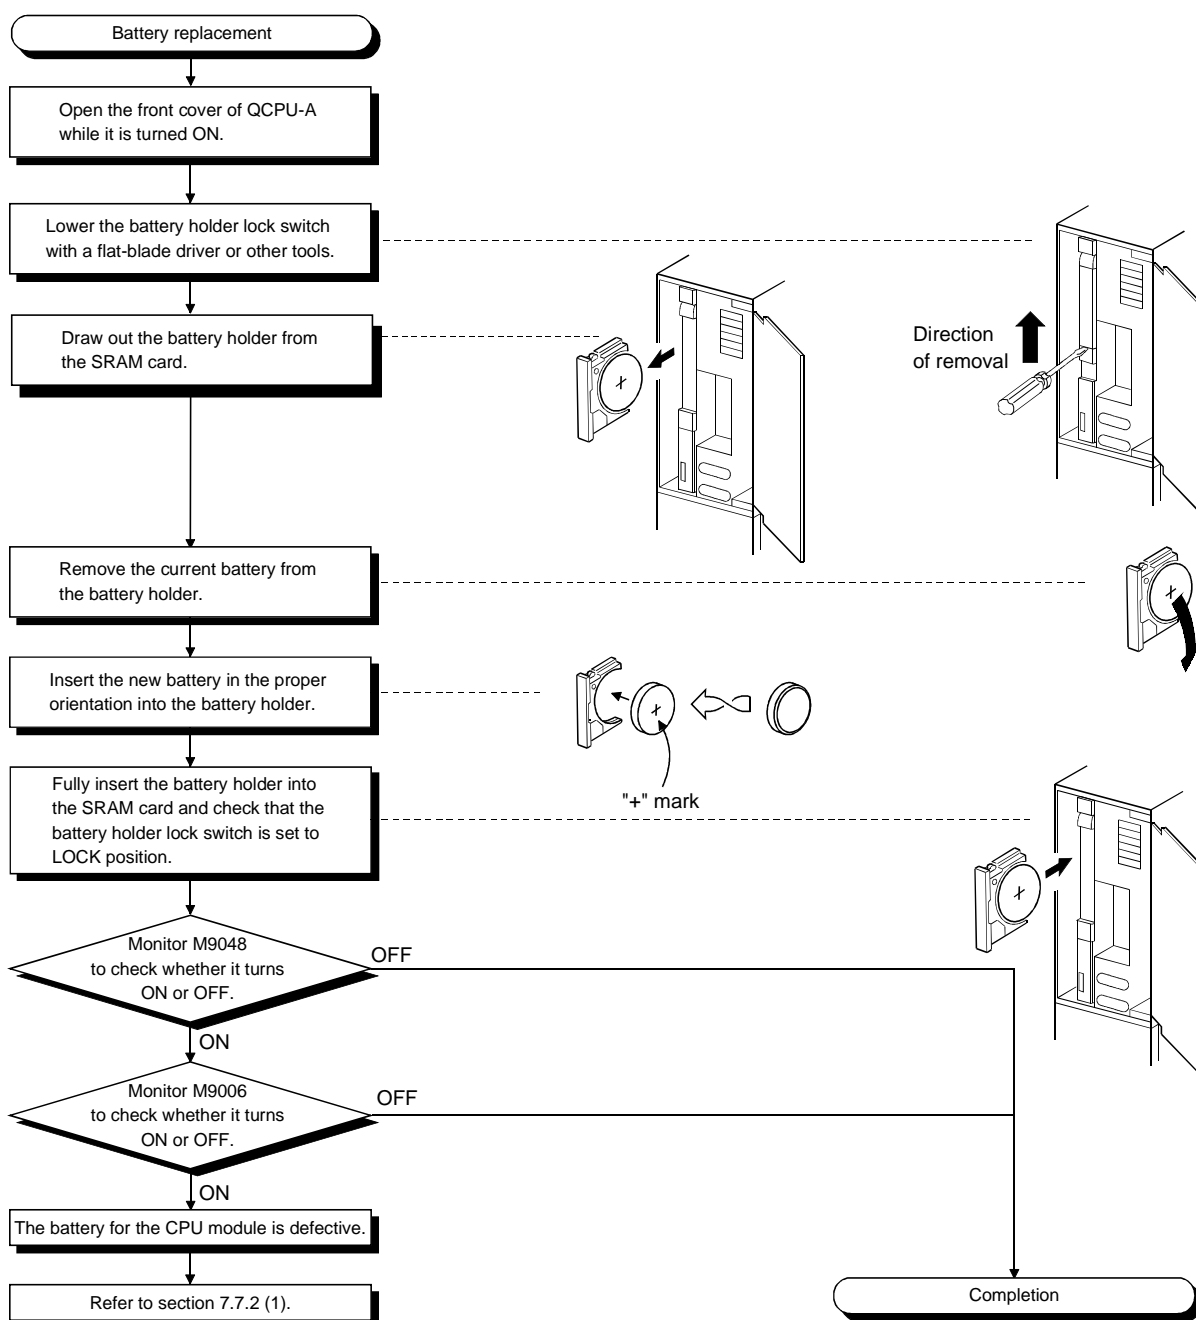 Battery replacement
Open the front cover of QCPU-A
while it is turned ON.
Lower the battery holder lock switch
with a flat-blade driver or other tools.
Draw out the battery holder from
the SRAM card.
Direction
of removal
Remove the current battery from
the battery holder.
Insert the new battery in the proper
orientation into the battery holder.
"+" mark
Fully insert the battery holder into
the SRAM card and check that the
battery holder lock switch is set to
LOCK position.
Monitor M9048
to check whether it turns
ON or OFF.
OFF
ON
Monitor M9006
to check whether it turns
ON or OFF.
OFF
ON
The battery for the CPU module is defective.
Refer to section 7.7.2 (1).
Completion